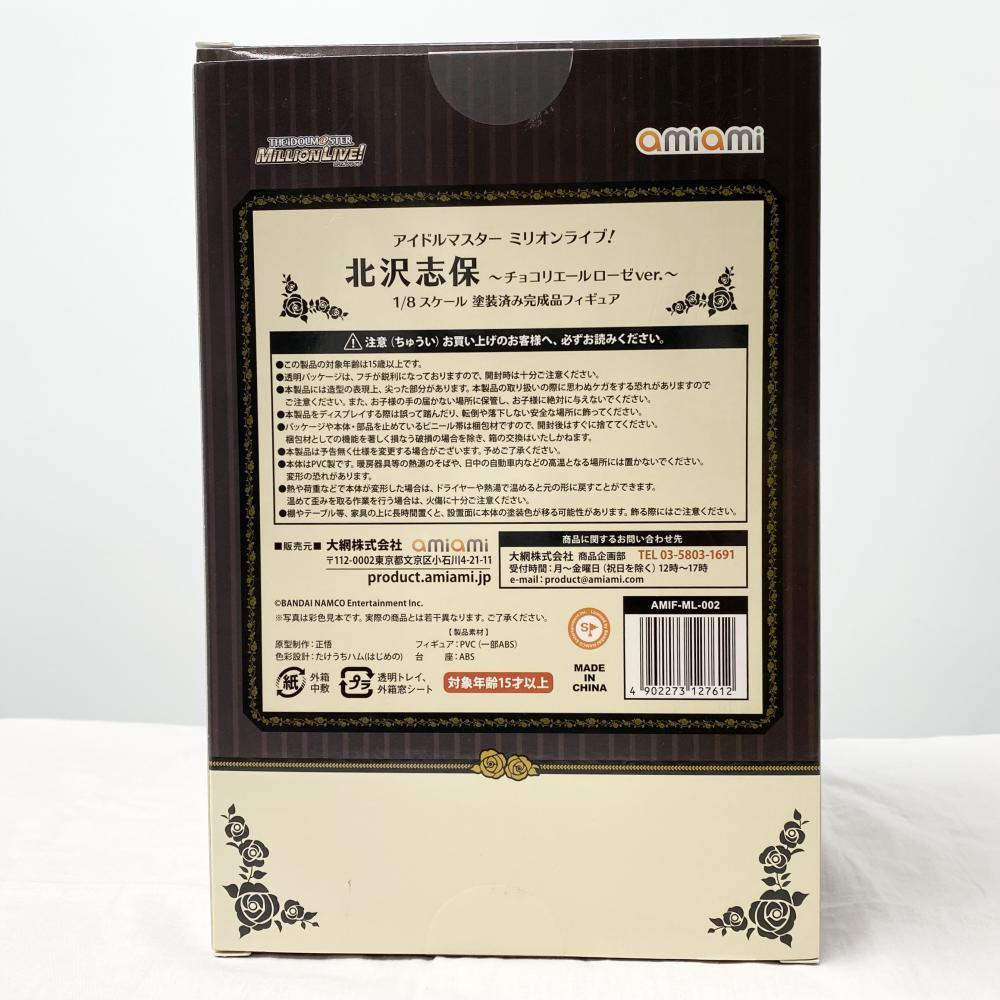 THE IDOLM@STER
MILLION LIVE!
amiami
アイドルマスター ミリオンライブ!
北沢志保 ～チョコリエール ローゼver.～
1/8 スケール 塗装済み完成品フィギュア
⚠ 注意（ちゅうい）お買い上げのお客様へ、必ずお読みください。
●この製品の対象年齢は15歳以上です。
●透明パッケージは、フチが鋭利になっておりますので、開封時は十分ご注意ください。
●本製品には造型の表現上、尖った部分があります。本製品の取り扱いの際に思わぬケガをする恐れがありますので
ご注意ください。また、お子様の手の届かない場所に保管し、お子様に絶対に与えないでください。
●本製品をディスプレイする際は誤って踏んだり、転倒や落下しない安全な場所に飾ってください。
●パッケージや本体・部品を止めているビニール帯は梱包材ですので、開封後はすぐに捨ててください。
梱包材としての機能を著しく損なう破損の場合を除き、箱の交換はいたしかねます。
●本製品は予告無く仕様を変更する場合がございます。予めご了承ください。
●本体はPVC製です。暖房器具等の熱源のそばや、日中の自動車内などの高温となる場所には置かないでください。
変形の恐れがあります。
●熱や荷重などで本体が変形した場合は、ドライヤーや熱湯で温めると元の形に戻すことができます。
温めて歪みを取る作業を行う場合は、火傷に十分ご注意ください。
●棚やテーブル等、家具の上に長時間置くと、設置面に本体の塗装色が移る可能性があります。飾る際にはご注意ください。
■販売元■ 大網株式会社 amiami
〒112-0002東京都文京区小石川4-21-11
product.amiami.jp
商品に関するお問い合わせ先
大網株式会社 商品企画部 TEL 03-5803-1691
受付時間：月〜金曜日（祝日を除く）12時〜17時
e-mail：product@amiami.com
©BANDAI NAMCO Entertainment Inc.
※写真は彩色見本です。実際の商品とは若干異なります。ご了承ください。
【製品素材】
原型制作：正悟 フィギュア：PVC（一部ABS）
色彩設計：たけうちハム（はじめの） 台 座：ABS
紙 外箱
中敷
プラ 透明トレイ、
外箱窓シート
対象年齢15才以上
MADE
IN
CHINA
AMIF-ML-002
4 902273 127612